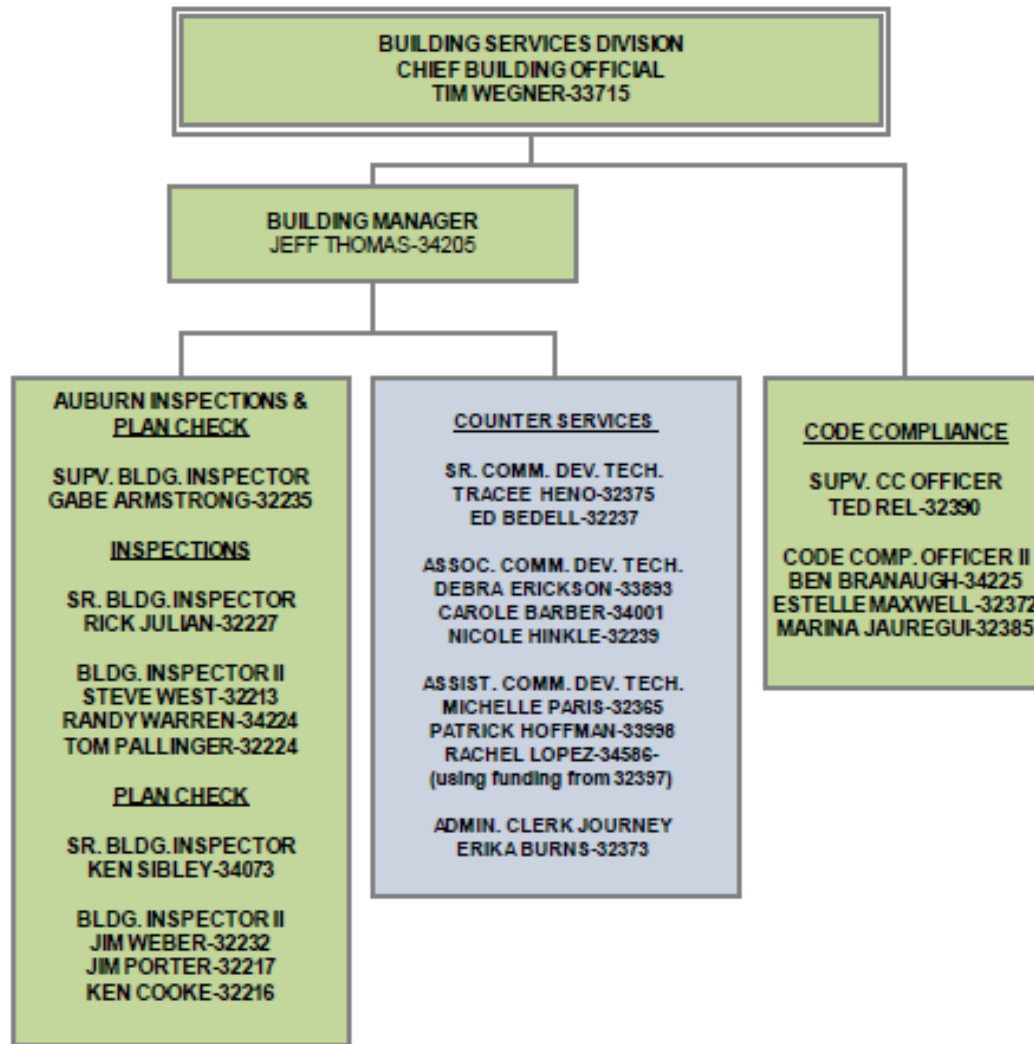 BUILDING SERVICES DIVISION
CHIEF BUILDING OFFICIAL
TIM WEGNER-33715
BUILDING MANAGER
JEFF THOMAS-34205
AUBURN INSPECTIONS &
PLAN CHECK
SUPV. BLDG. INSPECTOR
GABE ARMSTRONG-32235
INSPECTIONS
SR. BLDG.INSPECTOR
RICK JULIAN-32227
BLDG. INSPECTOR II
STEVE WEST-32213
RANDY WARREN-34224
TOM PALLINGER-32224
PLAN CHECK
SR. BLDG.INSPECTOR
KEN SIBLEY-34073
BLDG. INSPECTOR II
JIM WEBER-32232
JIM PORTER-32217
KEN COOKE-32216
COUNTER SERVICES
SR. COMM. DEV. TECH.
TRACEE HENO-32375
ED BEDELL-32237
ASSOC. COMM. DEV. TECH.
DEBRA ERICKSON-33893
CAROLE BARBER-34001
NICOLE HINKLE-32239
ASSIST. COMM. DEV. TECH.
MICHELLE PARIS-32365
PATRICK HOFFMAN-33998
RACHEL LOPEZ-34586-
(using funding from 32397)
ADMIN. CLERK JOURNEY
ERIKA BURNS-32373
CODE COMPLIANCE
SUPV. CC OFFICER
TED REL-32390
CODE COMP. OFFICER II
BEN BRANAUGH-34225
ESTELLE MAXWELL-32372
MARINA JAUREGUI-32385